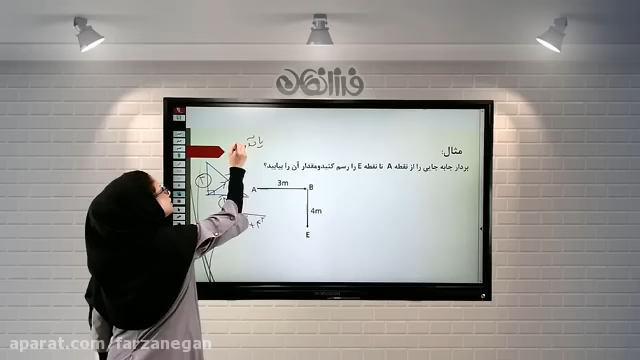 فرزانگان
مثال:
بردار جابه جایی را از نقطه A تا نقطه E را رسم کنیدومقدار آن را بیابید؟
A 3m B
4m
E
aparat.com/farzanegan